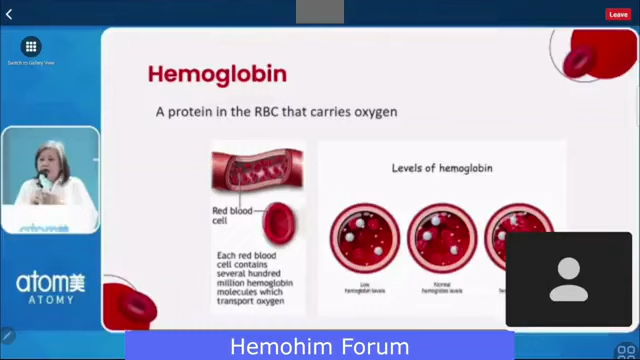 Leave
Switch to Gallery View
Hemoglobin
A protein in the RBC that carries oxygen
Levels of hemoglobin
Red blood
cell
Each red blood
cell contains
several hundred
million hemoglobin
molecules which
transport oxygen
Low
hemoglobin levels
Normal
hemoglobin levels
atom美
ATOMY
Hemohim Forum